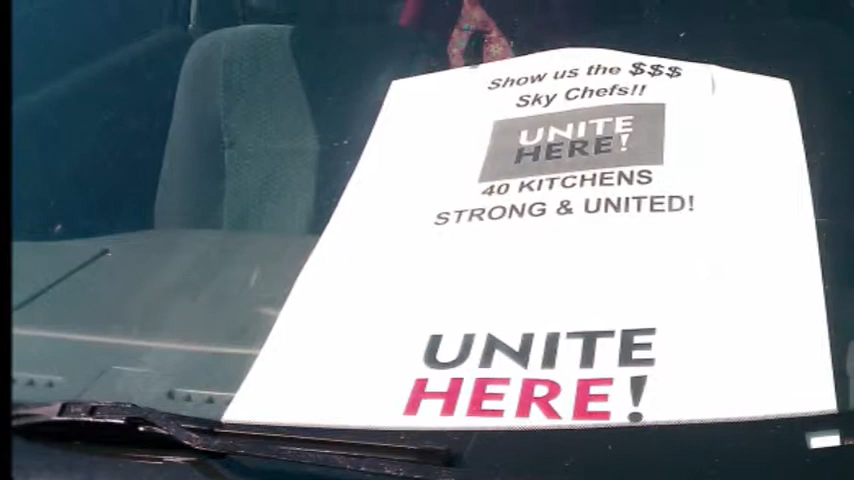 Show us the $$$
Sky Chefs!!
UNITE
HERE!
40 KITCHENS
STRONG & UNITED!
UNITE
HERE!